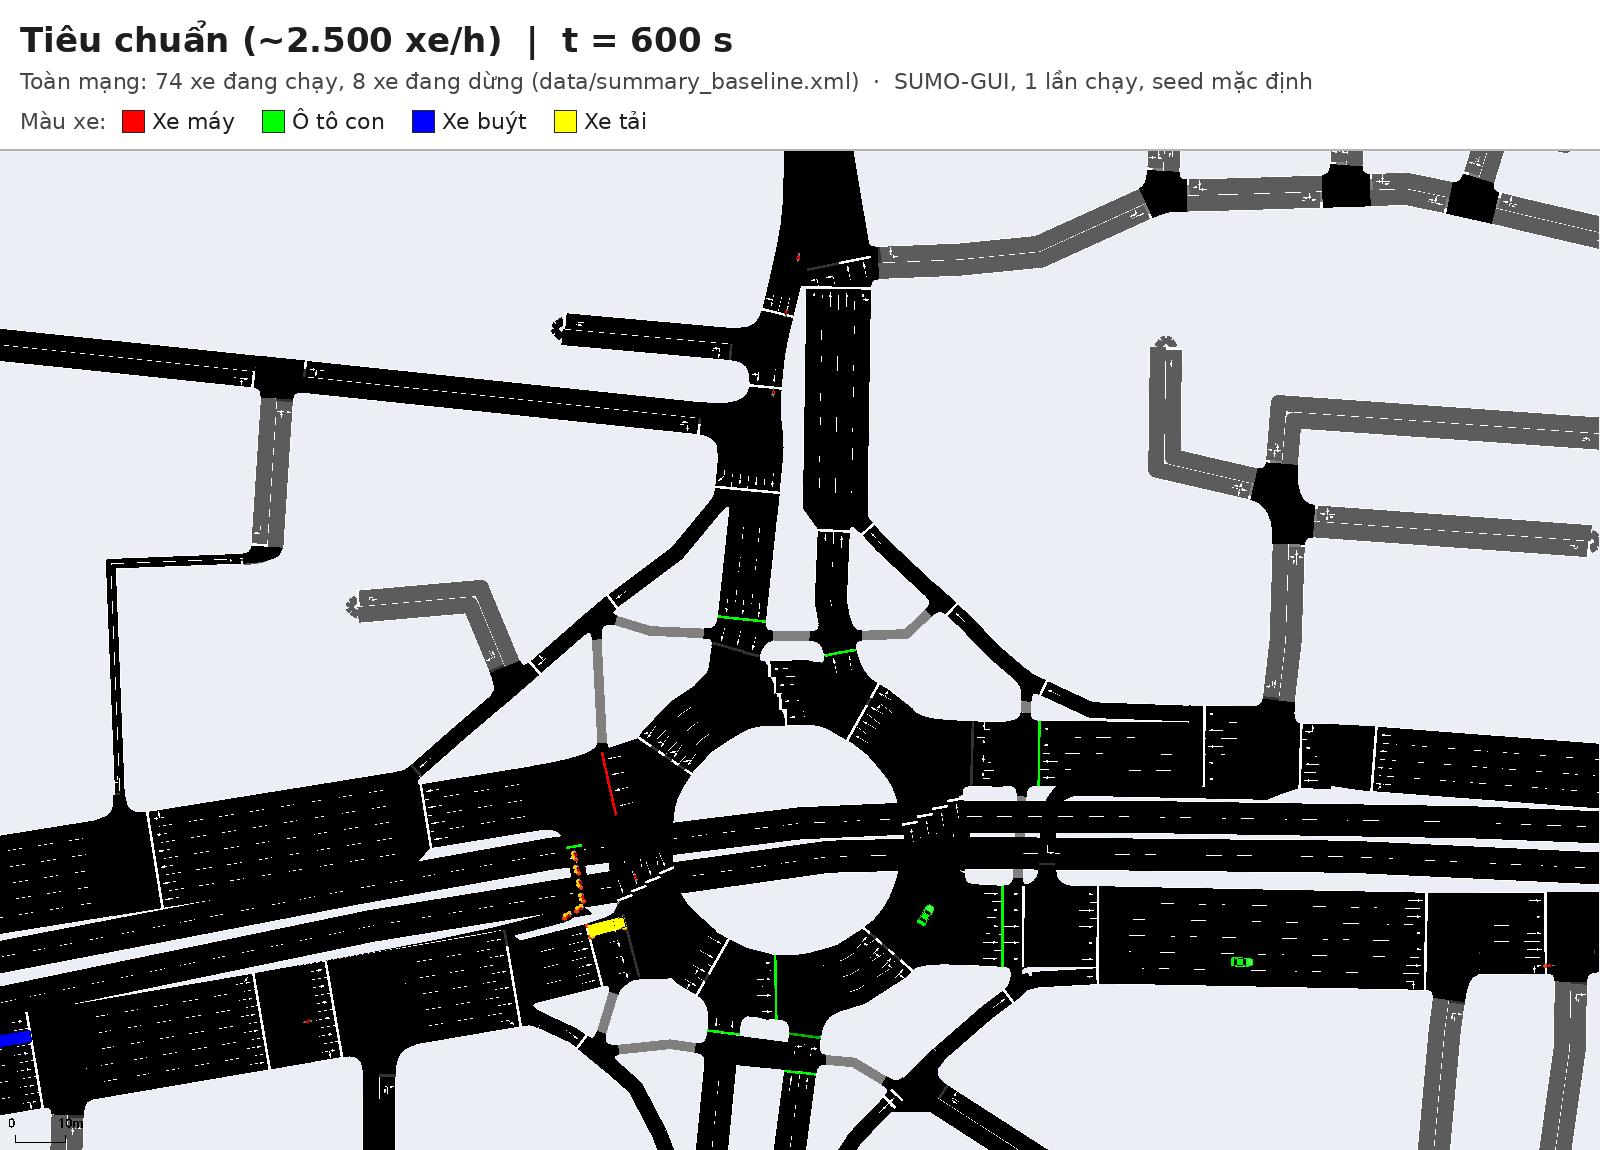 Tiêu chuẩn (~2.500 xe/h) | t = 600 s
Toàn mạng: 74 xe đang chạy, 8 xe đang dừng (data/summary_baseline.xml) · SUMO-GUI, 1 lần chạy, seed mặc định
Màu xe: Xe máy Ô tô con Xe buýt Xe tải
0 10m